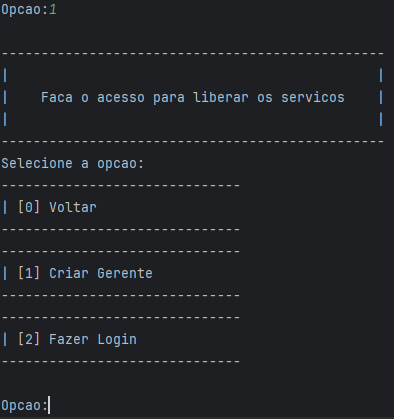 Opcao:1
------------------------------------------------
|                                              |
|    Faca o acesso para liberar os servicos    |
|                                              |
------------------------------------------------
Selecione a opcao:
------------------------------
| [0] Voltar
------------------------------
------------------------------
| [1] Criar Gerente
------------------------------
------------------------------
| [2] Fazer Login
------------------------------
Opcao: